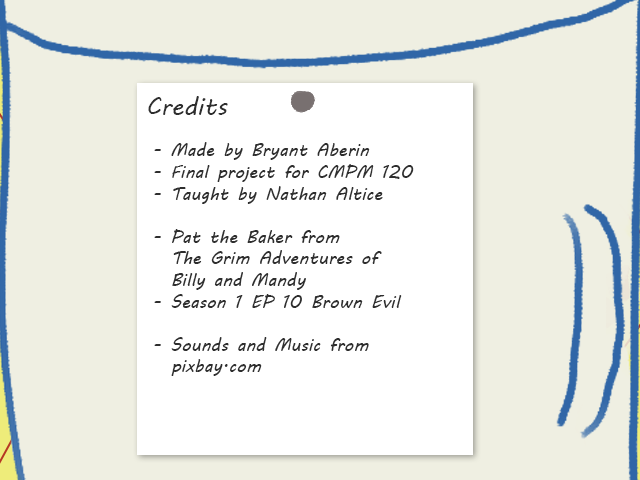 Credits
- Made by Bryant Aberin
- Final project for CMPM 120
- Taught by Nathan Altice
- Pat the Baker from
The Grim Adventures of
Billy and Mandy
- Season 1 EP 10 Brown Evil
- Sounds and Music from
pixbay.com